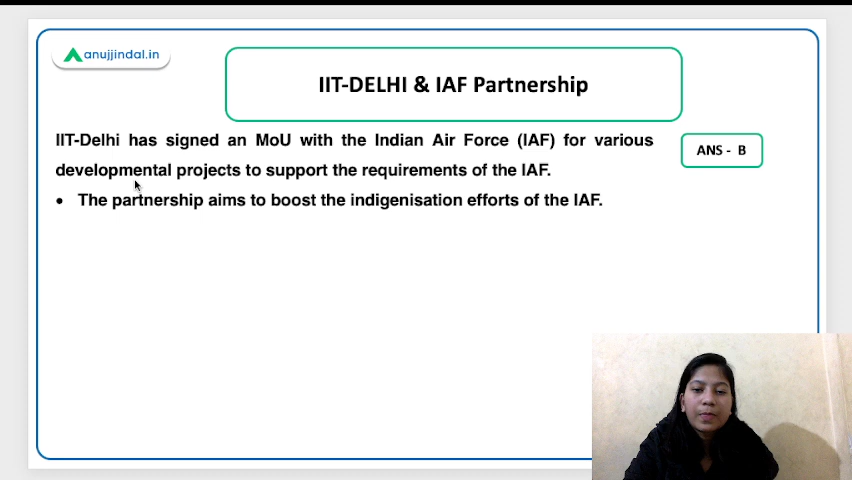 anujjindal.in
IIT-DELHI & IAF Partnership
IIT-Delhi has signed an MoU with the Indian Air Force (IAF) for various
developmental projects to support the requirements of the IAF.
ANS - B
• The partnership aims to boost the indigenisation efforts of the IAF.